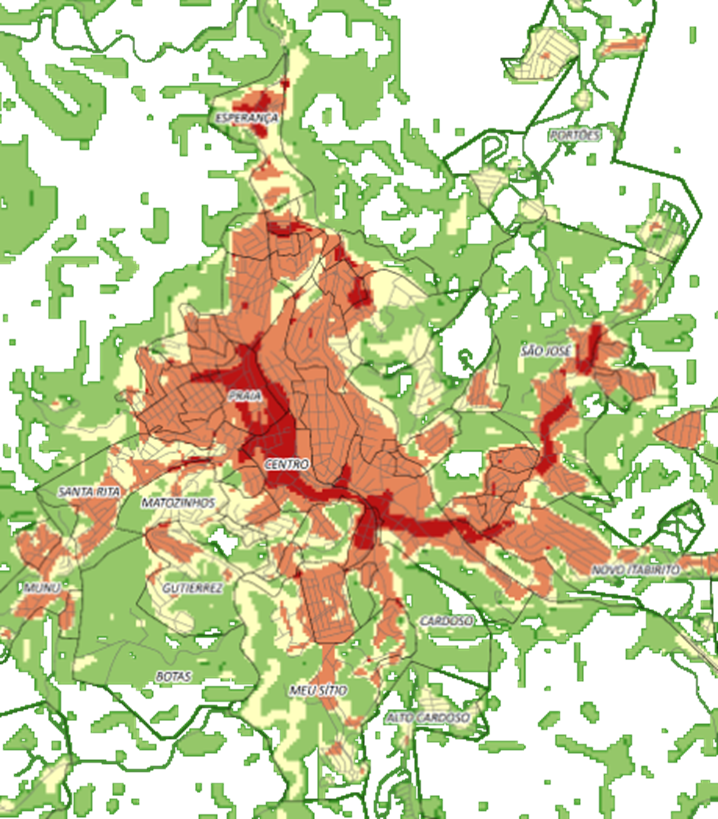 ESPERANÇA
PORTÕES
SÃO JOSÉ
PRAIA
CENTRO
SANTA RITA
MATOZINHOS
NOVO ITABIRITO
MUNU
GUTIERREZ
CARDOSO
BOTAS
MEU SÍTIO
ALTO CARDOSO